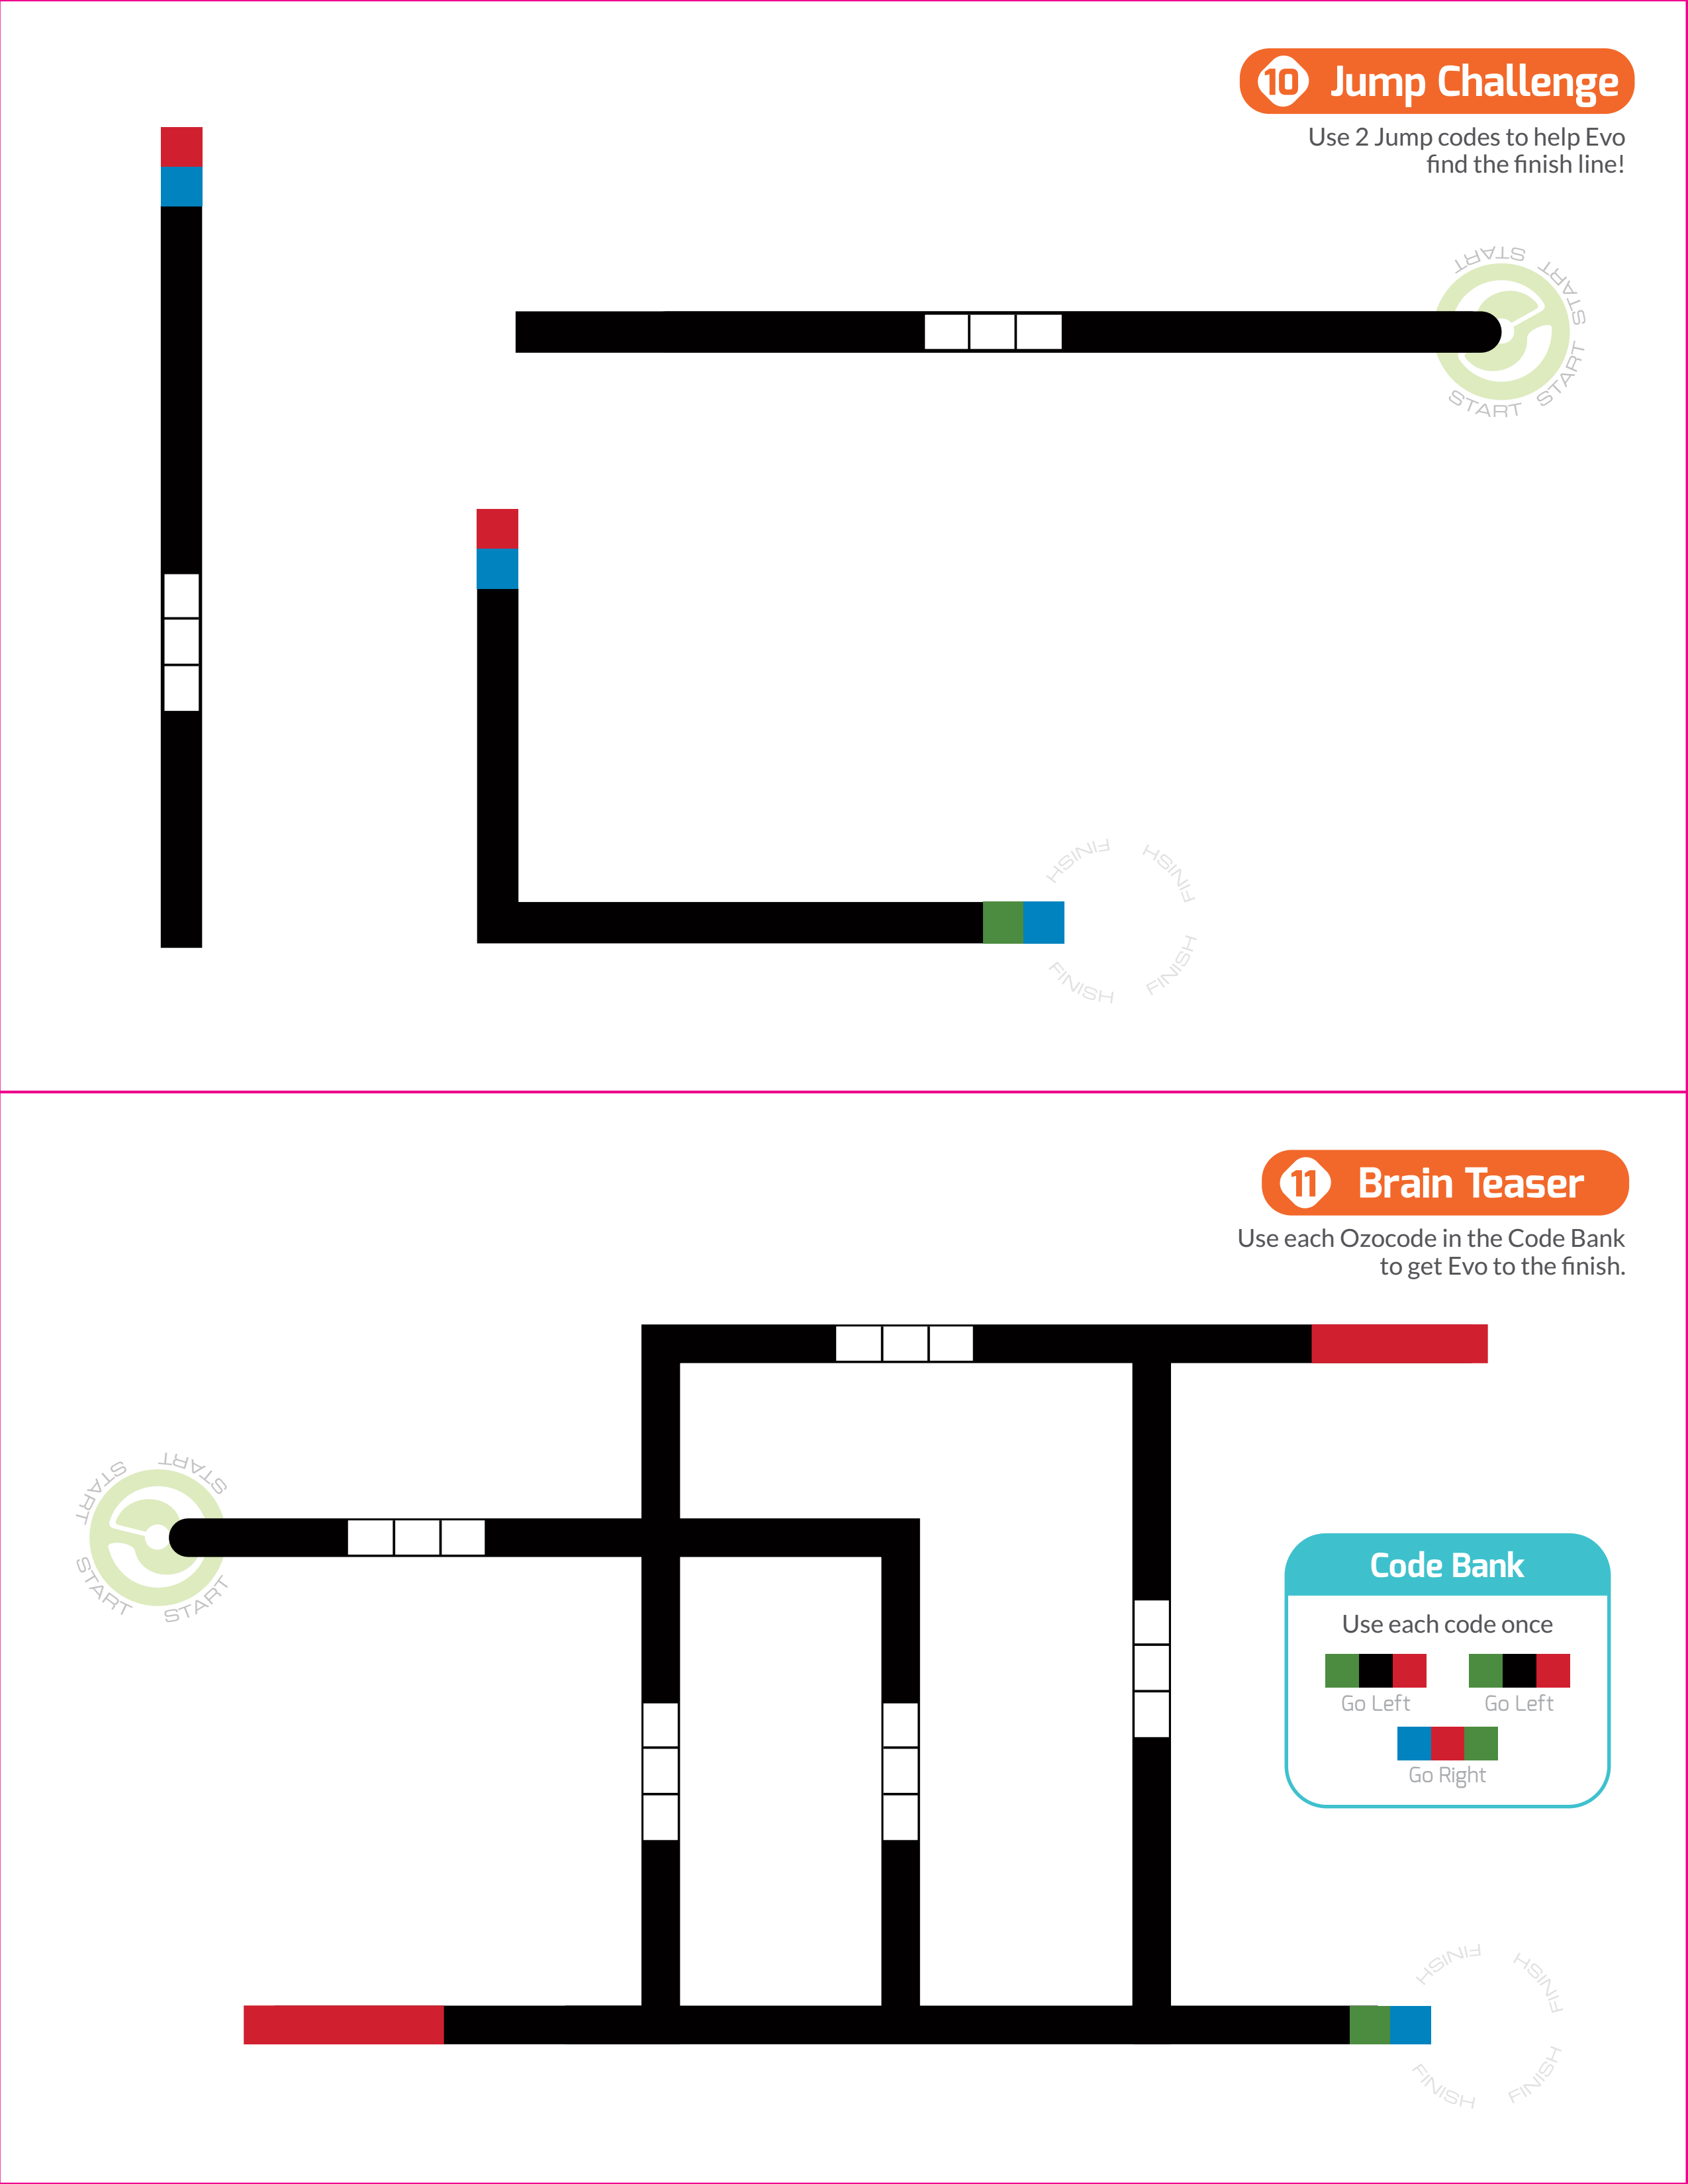 10 Jump Challenge
Use 2 Jump codes to help Evo
find the finish line!
START START START START
FINISH FINISH FINISH FINISH
11 Brain Teaser
Use each Ozocode in the Code Bank
to get Evo to the finish.
START START START START
Code Bank
Use each code once
Go Left Go Left
Go Right
FINISH FINISH FINISH FINISH